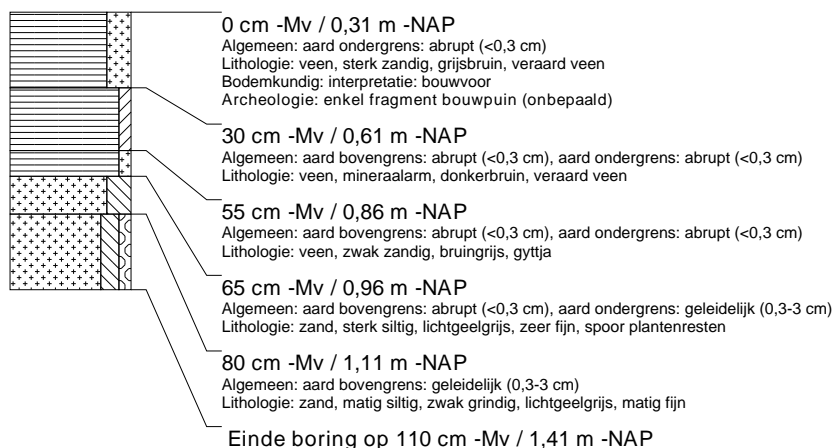 0 cm -Mv / 0,31 m -NAP
Algemeen: aard ondergrens: abrupt (<0,3 cm)
Lithologie: veen, sterk zandig, grijsbruin, veraard veen
Bodemkundig: interpretatie: bouwvoor
Archeologie: enkel fragment bouwpuin (onbepaald)
30 cm -Mv / 0,61 m -NAP
Algemeen: aard bovengrens: abrupt (<0,3 cm), aard ondergrens: abrupt (<0,3 cm)
Lithologie: veen, mineraalarm, donkerbruin, veraard veen
55 cm -Mv / 0,86 m -NAP
Algemeen: aard bovengrens: abrupt (<0,3 cm), aard ondergrens: abrupt (<0,3 cm)
Lithologie: veen, zwak zandig, bruingrijs, gyttja
65 cm -Mv / 0,96 m -NAP
Algemeen: aard bovengrens: abrupt (<0,3 cm), aard ondergrens: geleidelijk (0,3-3 cm)
Lithologie: zand, sterk siltig, lichtgeelgrijs, zeer fijn, spoor plantenresten
80 cm -Mv / 1,11 m -NAP
Algemeen: aard bovengrens: geleidelijk (0,3-3 cm)
Lithologie: zand, matig siltig, zwak grindig, lichtgeelgrijs, matig fijn
Einde boring op 110 cm -Mv / 1,41 m -NAP